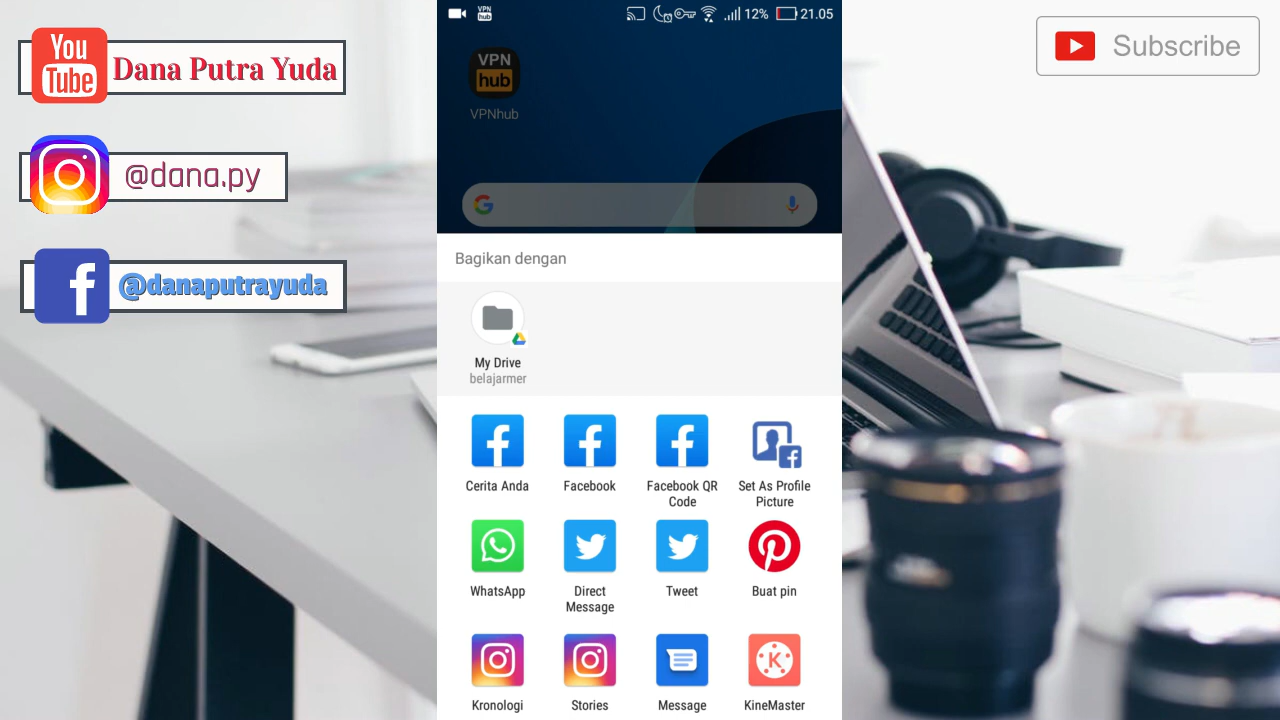 You
Tube
Dana Putra Yuda
@dana.py
@danaputrayuda
Subscribe
VPN
hub
12%
21.05
VPN
hub
VPNhub
Bagikan dengan
My Drive
belajarmer
Cerita Anda
Facebook
Facebook QR
Code
Set As Profile
Picture
WhatsApp
Direct
Message
Tweet
Buat pin
Kronologi
Stories
Message
KineMaster